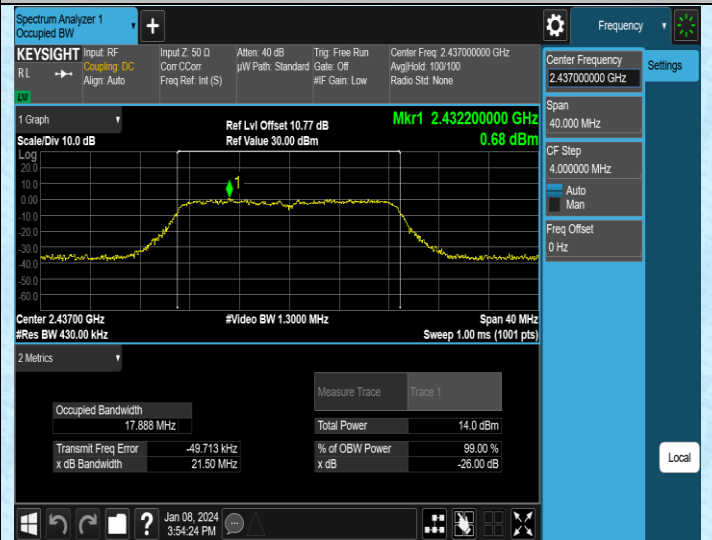 Spectrum Analyzer 1
Occupied BW
+
Frequency
KEYSIGHT
RL
Input: RF
Coupling: DC
Align: Auto
Input Z: 50 Ω
Corr CCorr
Freq Ref: Int (S)
Atten: 40 dB
µW Path: Standard
Trig: Free Run
Gate: Off
#IF Gain: Low
Center Freq: 2.437000000 GHz
Avg|Hold: 100/100
Radio Std: None
Center Frequency
2.437000000 GHz
Settings
Span
40.000 MHz
CF Step
4.000000 MHz
Auto
Man
Freq Offset
0 Hz
1 Graph
Scale/Div 10.0 dB
Ref Lvl Offset 10.77 dB
Ref Value 30.00 dBm
Mkr1 2.432200000 GHz
0.68 dBm
Log
20.0
10.0
0.00
-10.0
-20.0
-30.0
-40.0
-50.0
-60.0
1
Center 2.43700 GHz
#Res BW 430.00 kHz
#Video BW 1.3000 MHz
Span 40 MHz
Sweep 1.00 ms (1001 pts)
2 Metrics
Measure Trace
Trace 1
Occupied Bandwidth
17.888 MHz
Total Power
14.0 dBm
Transmit Freq Error
-49.713 kHz
% of OBW Power
99.00 %
x dB Bandwidth
21.50 MHz
x dB
-26.00 dB
Local
?
Jan 08, 2024
3:54:24 PM